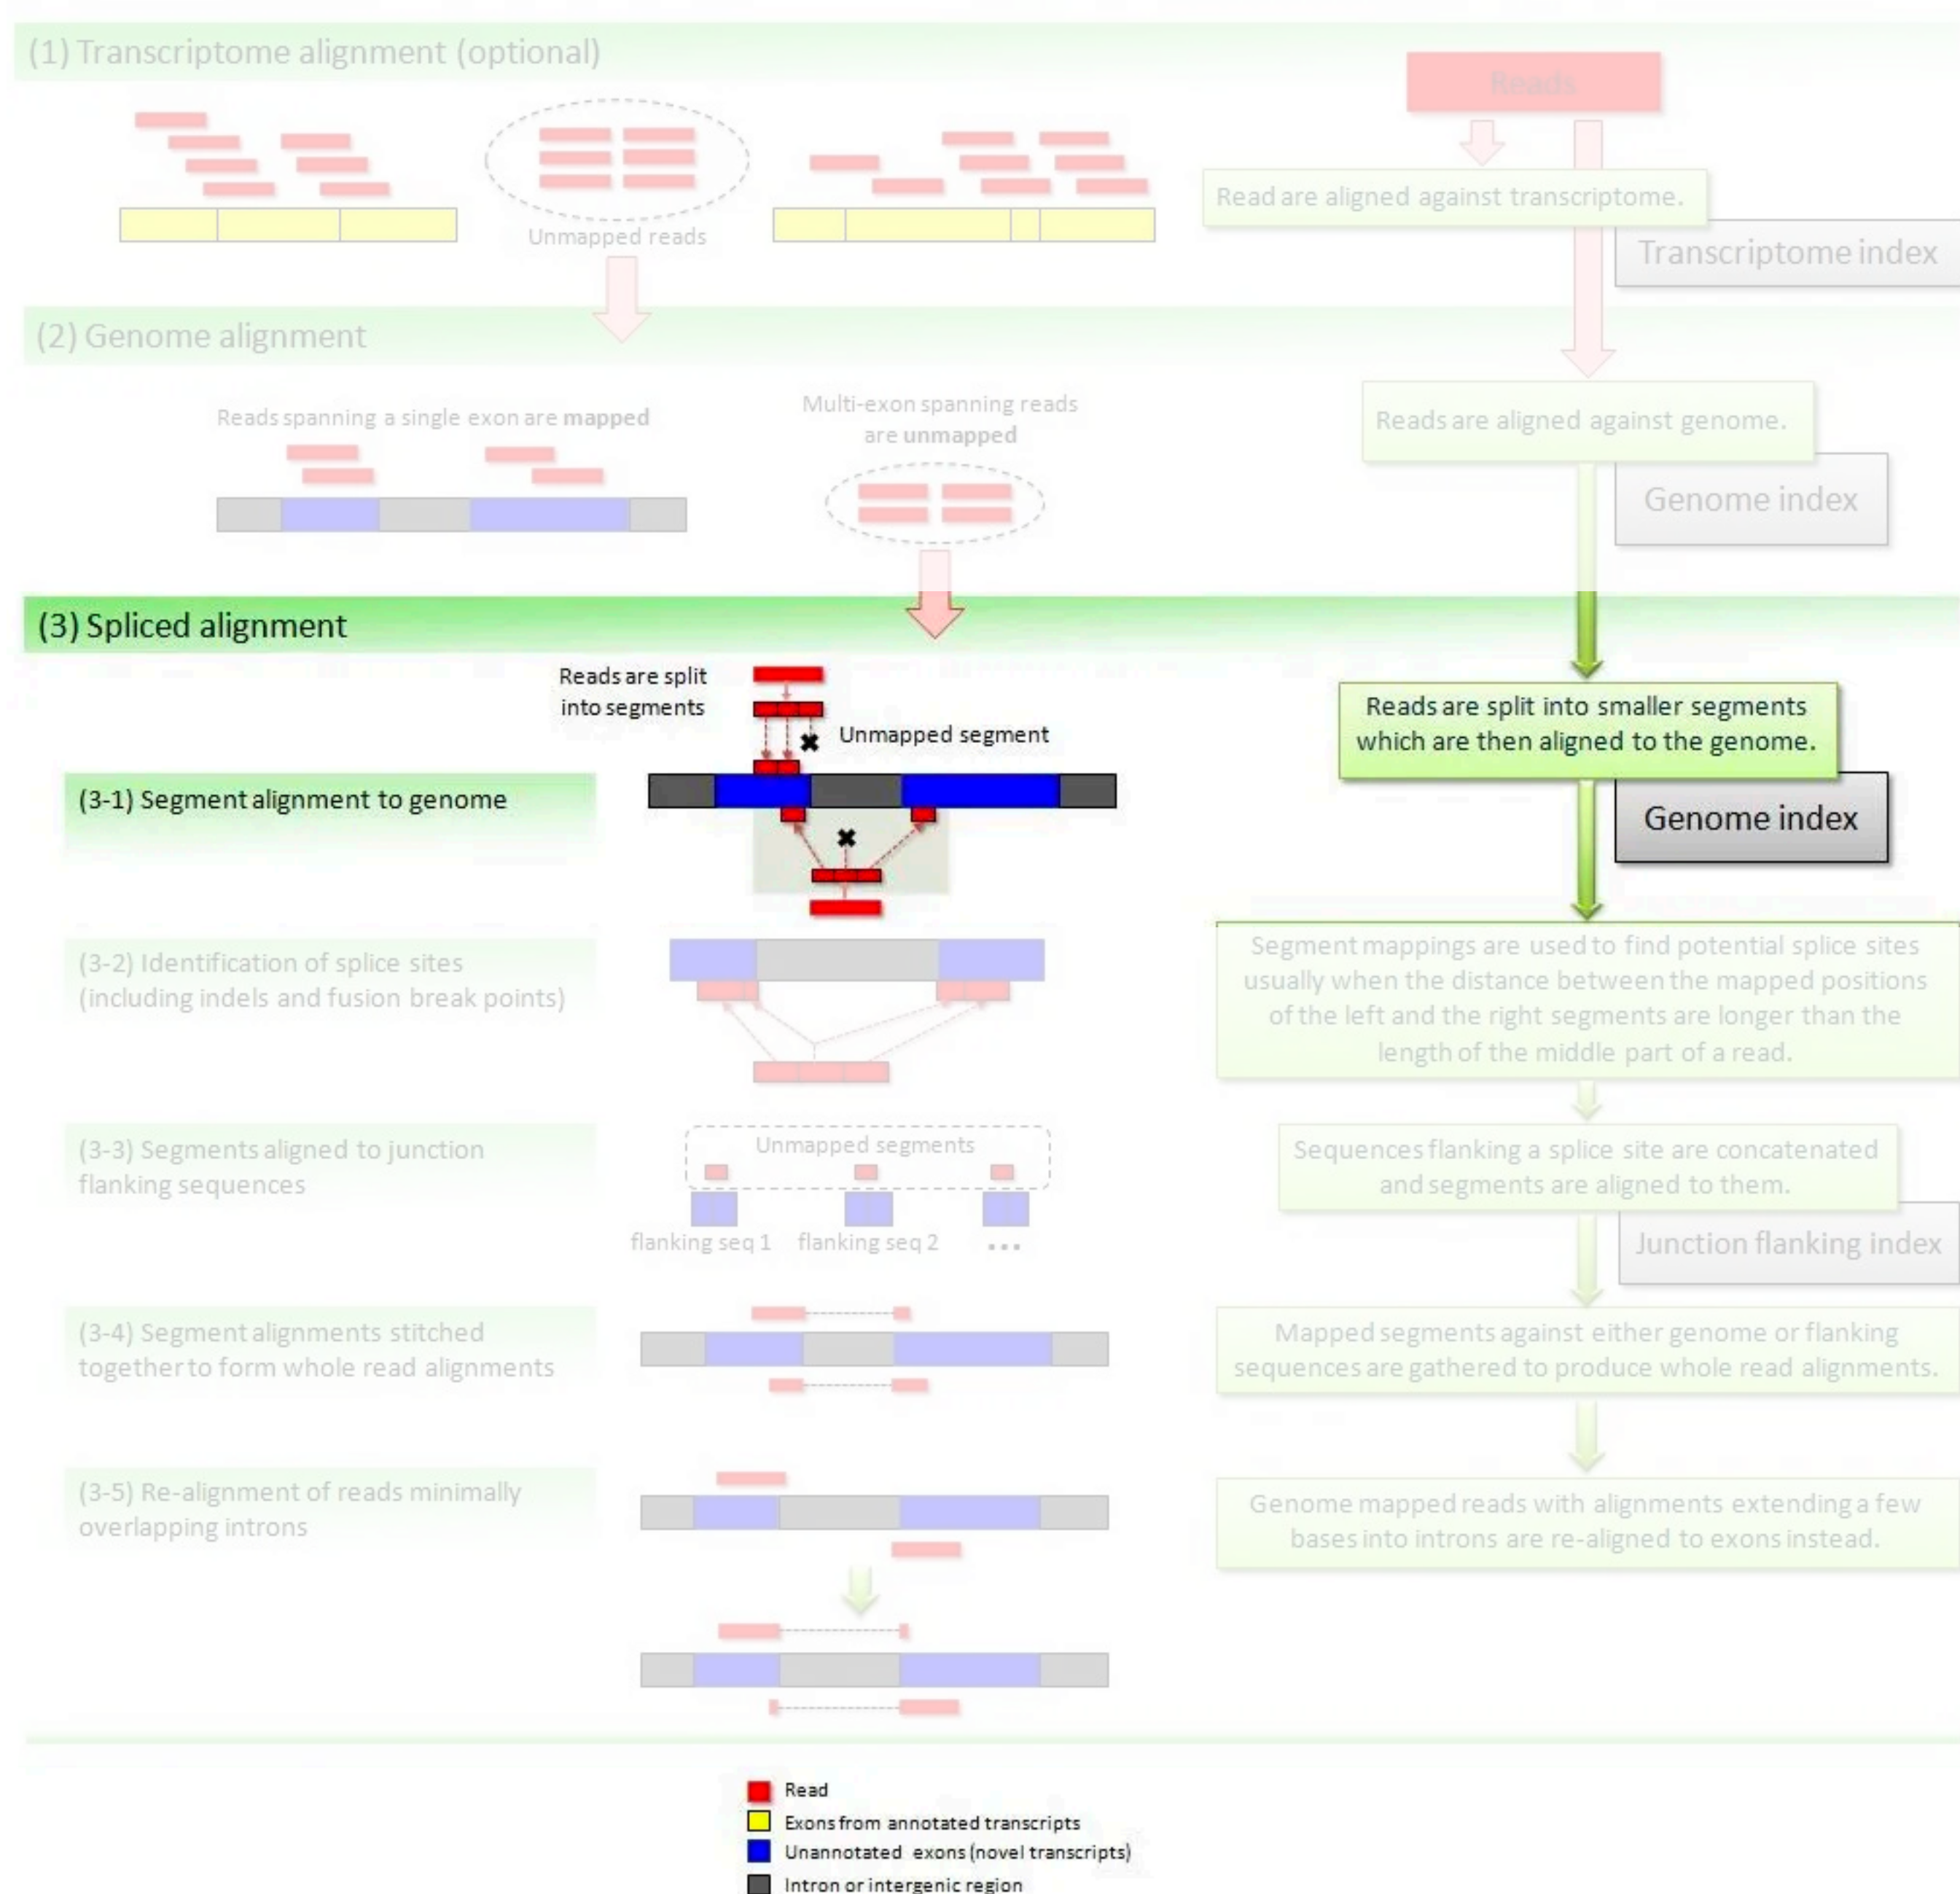 (1) Transcriptome alignment (optional)
Reads
Read are aligned against transcriptome.
Unmapped reads
Transcriptome index
(2) Genome alignment
Reads spanning a single exon are mapped
Multi-exon spanning reads
are unmapped
Reads are aligned against genome.
Genome index
(3) Spliced alignment
Reads are split
into segments
Unmapped segment
Reads are split into smaller segments
which are then aligned to the genome.
(3-1) Segment alignment to genome
Genome index
(3-2) Identification of splice sites
(including indels and fusion break points)
Segment mappings are used to find potential splice sites
usually when the distance between the mapped positions
of the left and the right segments are longer than the
length of the middle part of a read.
(3-3) Segments aligned to junction
flanking sequences
Unmapped segments
flanking seq 1
flanking seq 2
...
Sequences flanking a splice site are concatenated
and segments are aligned to them.
Junction flanking index
(3-4) Segment alignments stitched
together to form whole read alignments
Mapped segments against either genome or flanking
sequences are gathered to produce whole read alignments.
(3-5) Re-alignment of reads minimally
overlapping introns
Genome mapped reads with alignments extending a few
bases into introns are re-aligned to exons instead.
Read
Exons from annotated transcripts
Unannotated exons (novel transcripts)
Intron or intergenic region